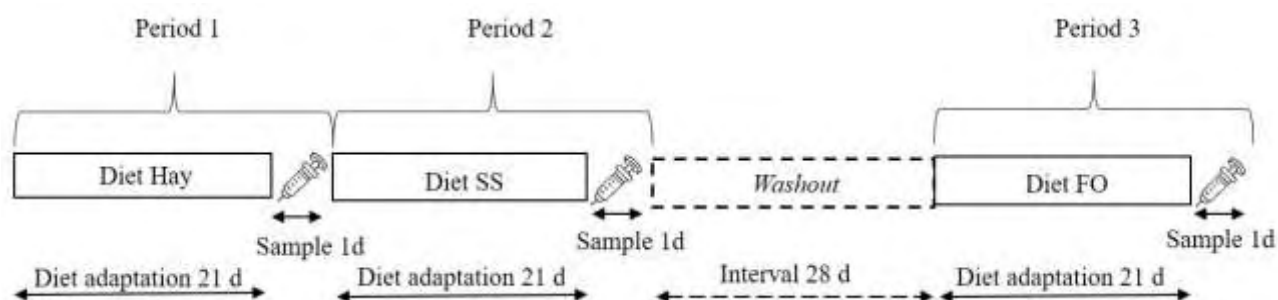 Period 1
Period 2
Period 3
Diet Hay
Diet SS
Washout
Diet FO
Sample 1d
Sample 1d
Sample 1d
Diet adaptation 21 d
Diet adaptation 21 d
Interval 28 d
Diet adaptation 21 d